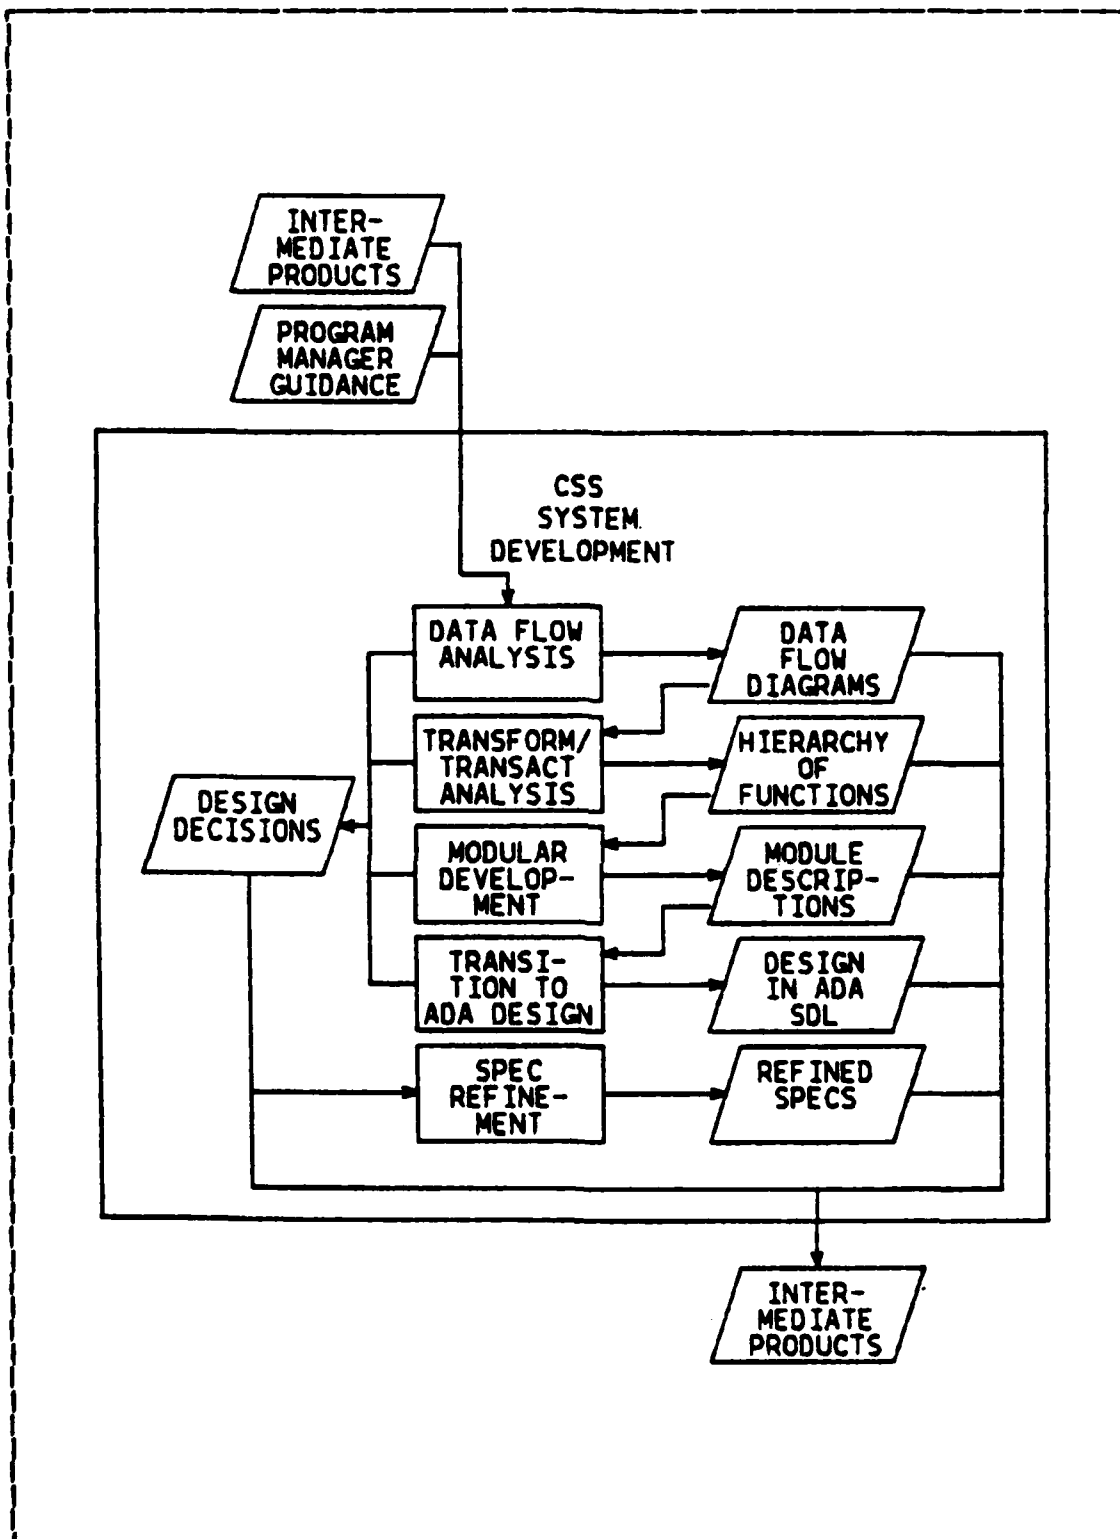 INTER-
MEDIATE
PRODUCTS
PROGRAM
MANAGER
GUIDANCE
CSS
SYSTEM
DEVELOPMENT
DATA FLOW
ANALYSIS
DATA
FLOW
DIAGRAMS
TRANSFORM/
TRANSACT
ANALYSIS
HIERARCHY
OF
FUNCTIONS
DESIGN
DECISIONS
MODULAR
DEVELOP-
MENT
MODULE
DESCRIP-
TIONS
TRANSI-
TION TO
ADA DESIGN
DESIGN
IN ADA
SDL
SPEC
REFINE-
MENT
REFINED
SPECS
INTER-
MEDIATE
PRODUCTS